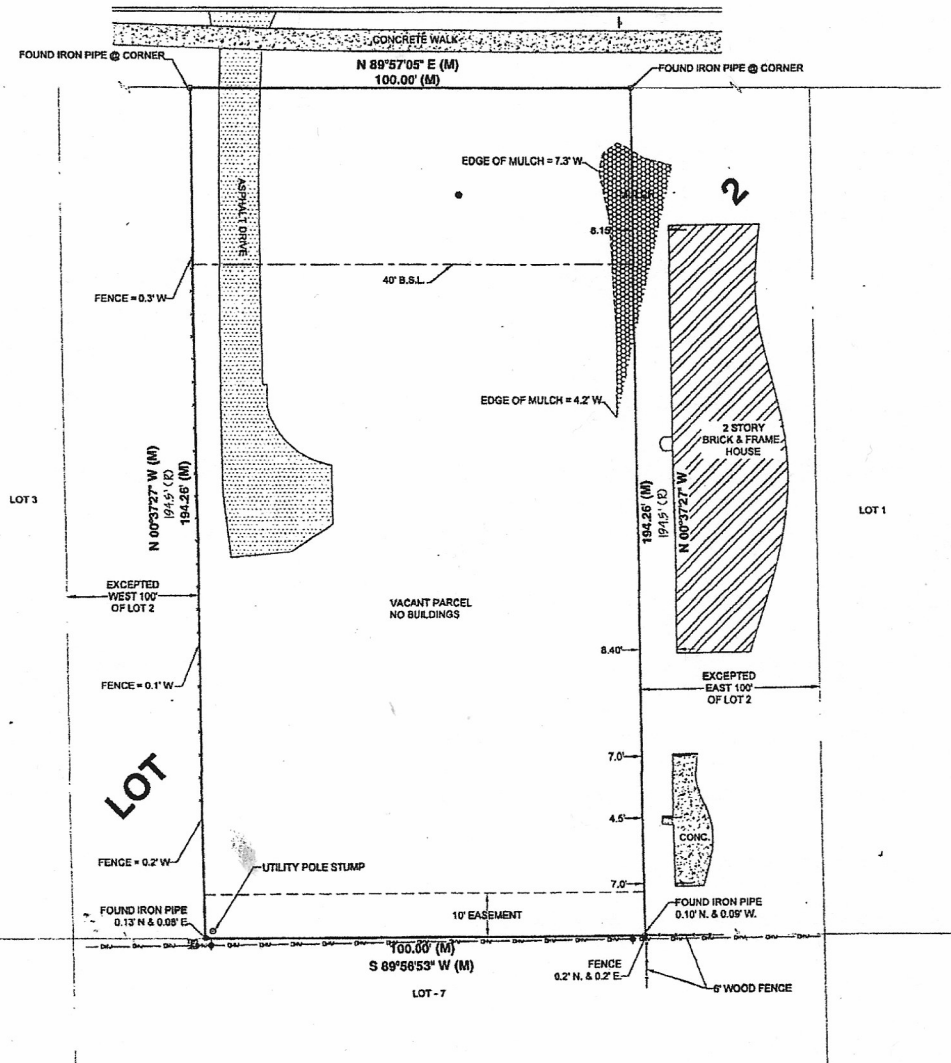 CONCRETE WALK
FOUND IRON PIPE @ CORNER
N 89°57'05" E (M)
100.00' (M)
FOUND IRON PIPE @ CORNER
EDGE OF MULCH = 7.3' W
2
ASPHALT DRIVE
8.15'
40' B.S.L.
FENCE = 0.3' W
EDGE OF MULCH = 4.2' W
2 STORY
BRICK & FRAME
HOUSE
LOT 3
N 00°37'27" W (M)
194.5' (R)
194.26' (M)
194.26' (M)
194.5' (R)
N 00°37'27" W
LOT 1
EXCEPTED
WEST 100'
OF LOT 2
VACANT PARCEL
NO BUILDINGS
8.40'
FENCE = 0.1' W
EXCEPTED
EAST 100'
OF LOT 2
LOT
7.0'
4.5'
CONC.
FENCE = 0.2' W
UTILITY POLE STUMP
7.0'
FOUND IRON PIPE
0.13' N & 0.08' E.
10' EASEMENT
FOUND IRON PIPE
0.10' N. & 0.09' W.
100.00' (M)
S 89°56'53" W (M)
FENCE
0.2' N. & 0.2' E.
6' WOOD FENCE
LOT - 7